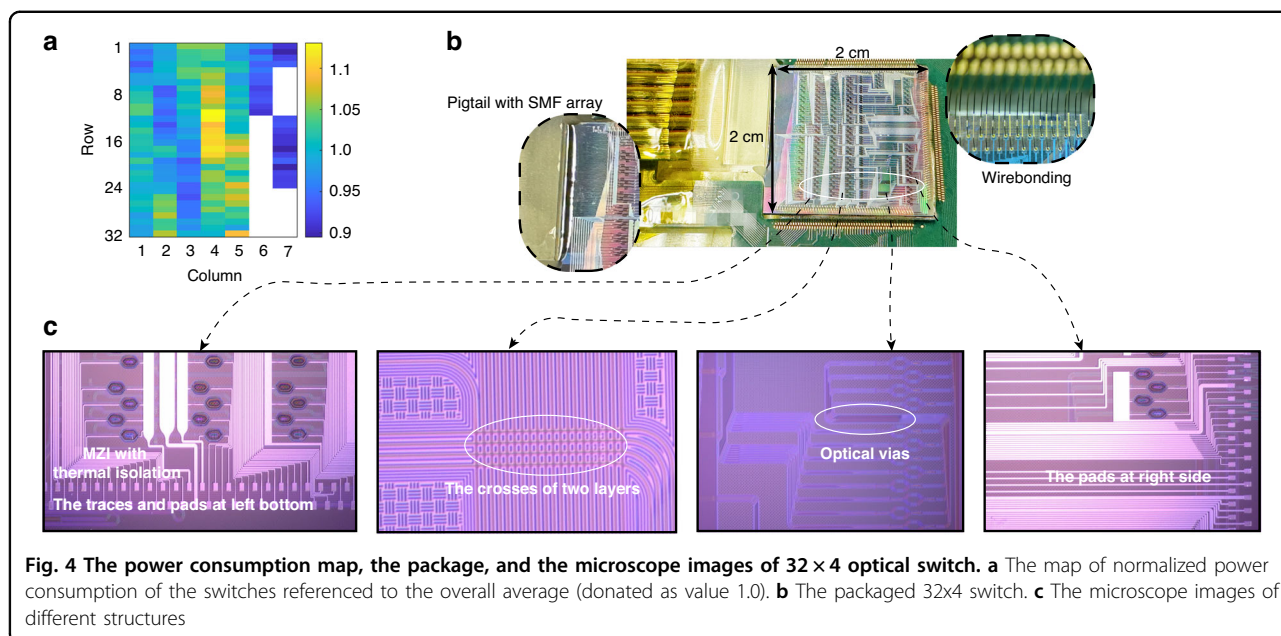 a
1
8
16
24
32
Row
1 2 3 4 5 6 7
Column
1.1
1.05
1.0
0.95
0.9
b
Pigtail with SMF array
2 cm
2 cm
Wirebonding
c
MZI with
thermal isolation
The traces and pads at left bottom
The crosses of two layers
Optical vias
The pads at right side
Fig. 4 The power consumption map, the package, and the microscope images of 32 × 4 optical switch. a The map of normalized power
consumption of the switches referenced to the overall average (donated as value 1.0). b The packaged 32x4 switch. c The microscope images of
different structures